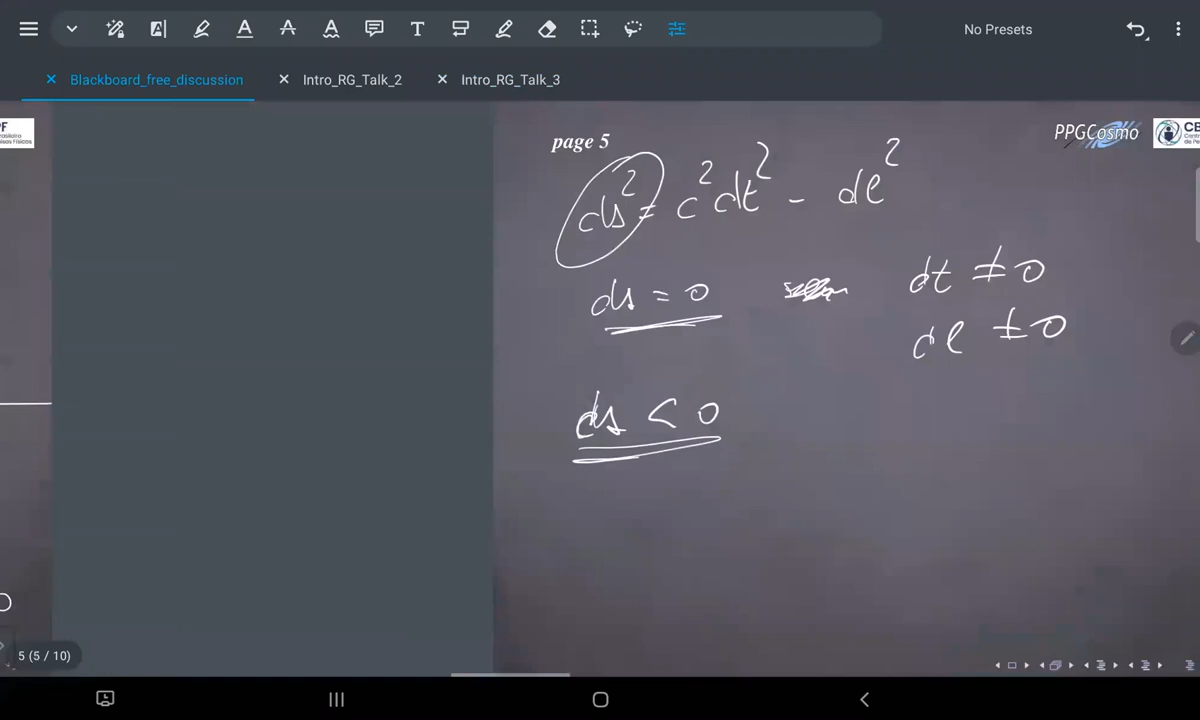 No Presets
Blackboard_free_discussion
Intro_RG_Talk_2
Intro_RG_Talk_3
page 5
PPGCosmo
ds² = c²dt² - dl²
ds = 0
dt ≠ 0
dl ≠ 0
ds < 0
5 (5 / 10)